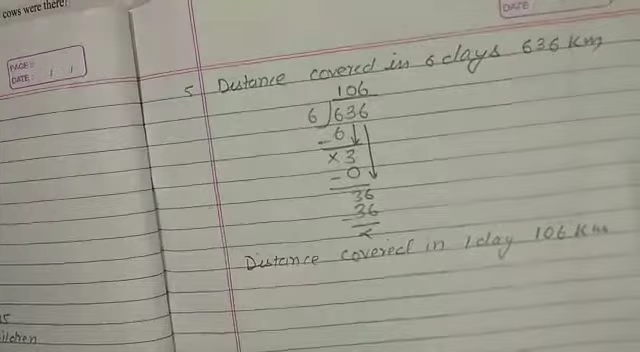 cows were there?
PAGE:
DATE: / /
DATE
5 Distance covered in 6 days 636 Km
106
6 ) 636
- 6
× 3
- 0
36
- 36
×
Distance covered in 1 day 106 Km